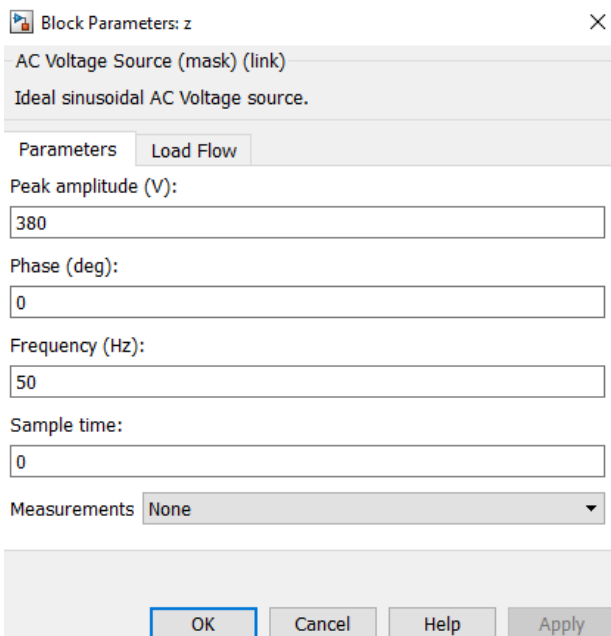 Block Parameters: z
AC Voltage Source (mask) (link)
Ideal sinusoidal AC Voltage source.
Parameters Load Flow
Peak amplitude (V):
380
Phase (deg):
0
Frequency (Hz):
50
Sample time:
0
Measurements None
OK Cancel Help Apply